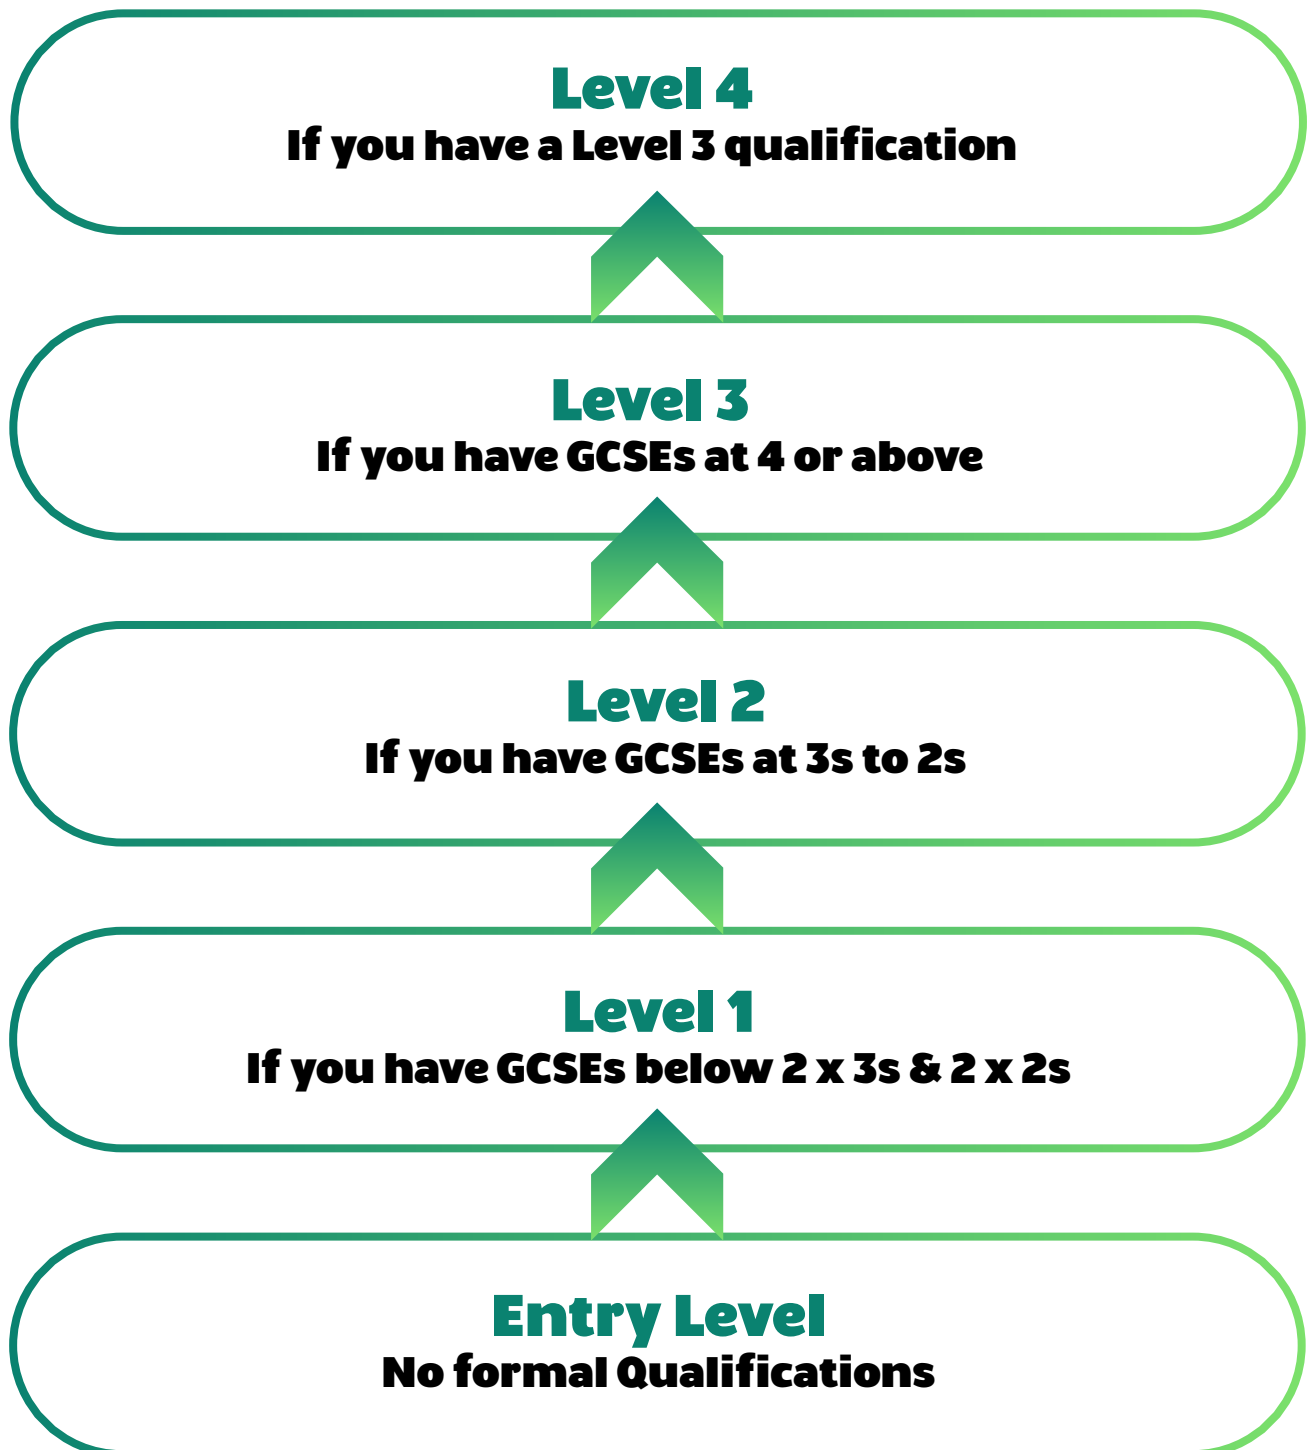 Level 4
If you have a Level 3 qualification
Level 3
If you have GCSEs at 4 or above
Level 2
If you have GCSEs at 3s to 2s
Level 1
If you have GCSEs below 2 x 3s & 2 x 2s
Entry Level
No formal Qualifications